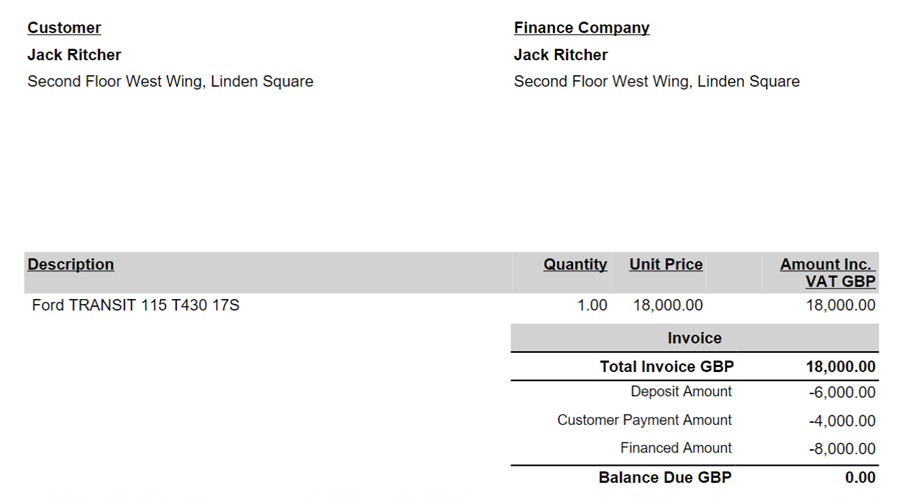 Customer
Finance Company
Jack Ritcher
Jack Ritcher
Second Floor West Wing, Linden Square
Second Floor West Wing, Linden Square
Description Quantity Unit Price Amount Inc. VAT GBP
Ford TRANSIT 115 T430 17S 1.00 18,000.00 18,000.00
Invoice
Total Invoice GBP 18,000.00
Deposit Amount -6,000.00
Customer Payment Amount -4,000.00
Financed Amount -8,000.00
Balance Due GBP 0.00